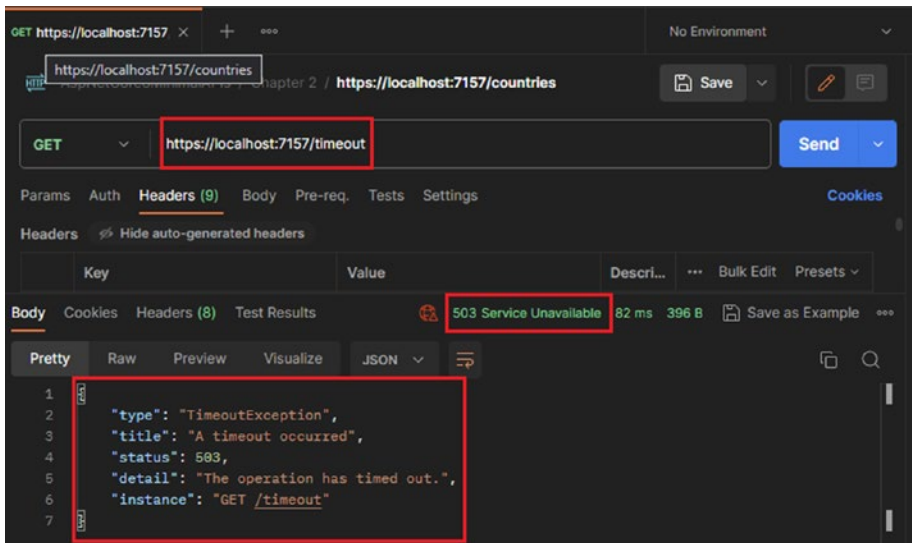 GET https://localhost:7157
No Environment
https://localhost:7157/countries
HTTP
Chapter 2 / https://localhost:7157/countries
Save
GET
https://localhost:7157/timeout
Send
Params Auth Headers (9) Body Pre-req. Tests Settings Cookies
Headers Hide auto-generated headers
Key Value Descri... Bulk Edit Presets
Body Cookies Headers (8) Test Results 503 Service Unavailable 82 ms 396 B Save as Example
Pretty Raw Preview Visualize JSON
1 {
2 "type": "TimeoutException",
3 "title": "A timeout occurred",
4 "status": 503,
5 "detail": "The operation has timed out.",
6 "instance": "GET /timeout"
7 }